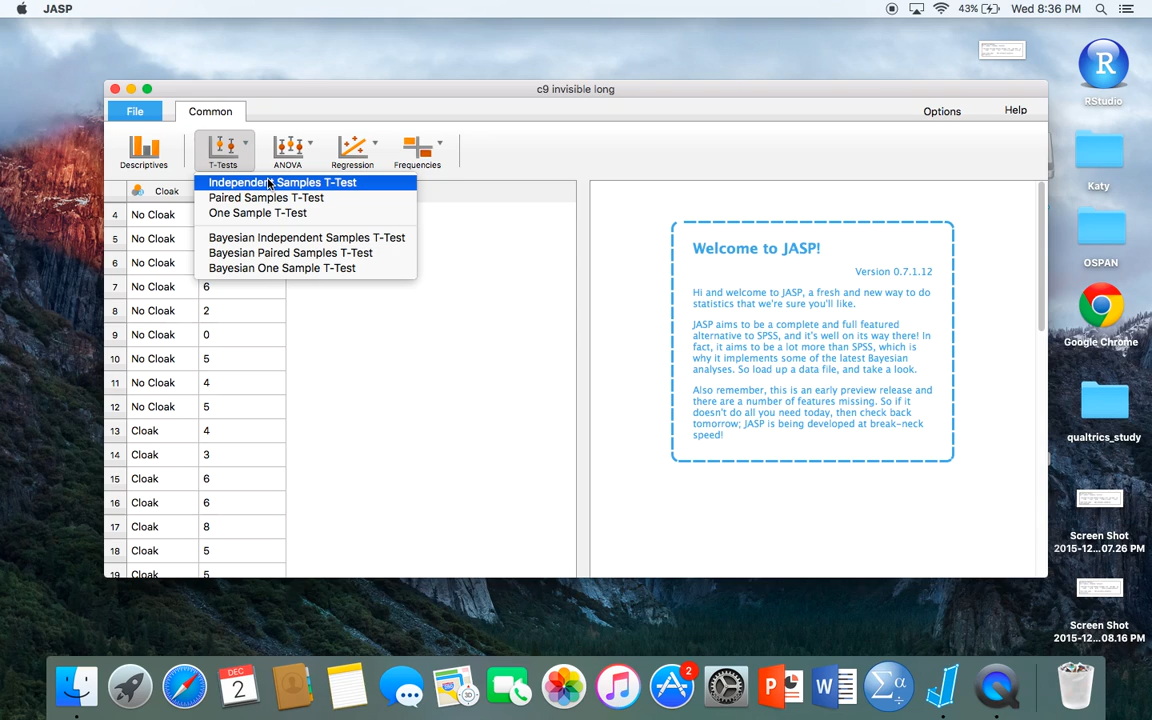 JASP
43%
Wed 8:36 PM
c9 invisible long
File
Common
Options
Help
Descriptives
T-Tests
ANOVA
Regression
Frequencies
Independent Samples T-Test
Paired Samples T-Test
One Sample T-Test
Bayesian Independent Samples T-Test
Bayesian Paired Samples T-Test
Bayesian One Sample T-Test
Cloak
4 No Cloak
5 No Cloak
6 No Cloak
7 No Cloak 6
8 No Cloak 2
9 No Cloak 0
10 No Cloak 5
11 No Cloak 4
12 No Cloak 5
13 Cloak 4
14 Cloak 3
15 Cloak 6
16 Cloak 6
17 Cloak 8
18 Cloak 5
19 Cloak 5
Welcome to JASP!
Version 0.7.1.12
Hi and welcome to JASP, a fresh and new way to do
statistics that we're sure you'll like.
JASP aims to be a complete and full featured
alternative to SPSS, and it's well on its way there! In
fact, it aims to be a lot more than SPSS, which is
why it implements some of the latest Bayesian
analyses. So load up a data file, and take a look.
Also remember, this is an early preview release and
there are a number of features missing. So if it
doesn't do all you need today, then check back
tomorrow; JASP is being developed at break-neck
speed!
R
RStudio
Katy
OSPAN
Google Chrome
qualtrics_study
Screen Shot
2015-12...07.26 PM
Screen Shot
2015-12...08.16 PM
DEC
2
2
P
W